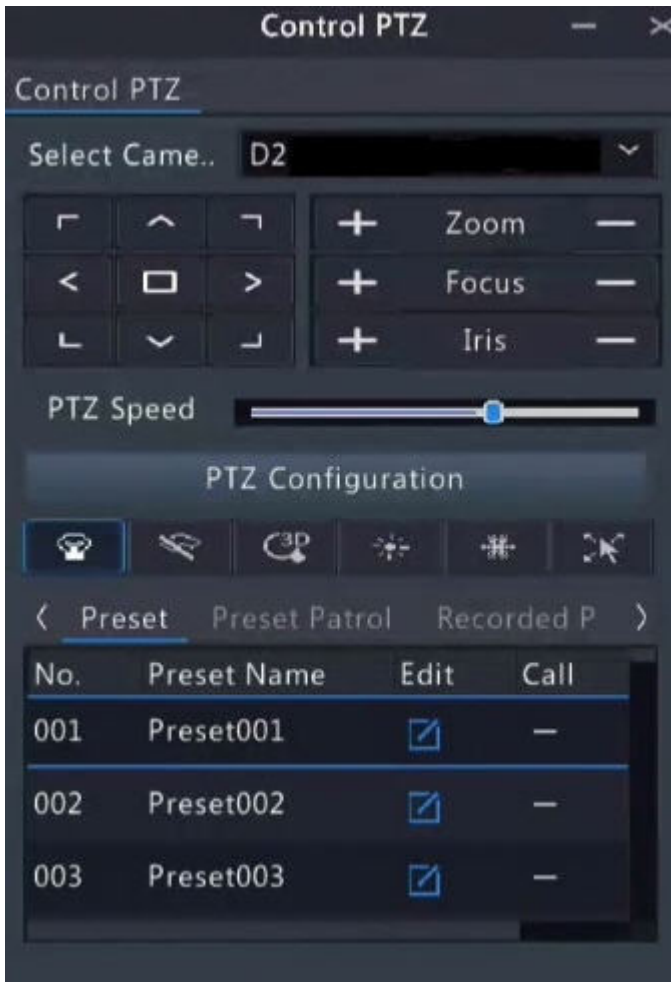 Control PTZ
Control PTZ
Select Came.. D2
Zoom
Focus
Iris
PTZ Speed
PTZ Configuration
3D
Preset Preset Patrol Recorded P
No. Preset Name Edit Call
001 Preset001
002 Preset002
003 Preset003